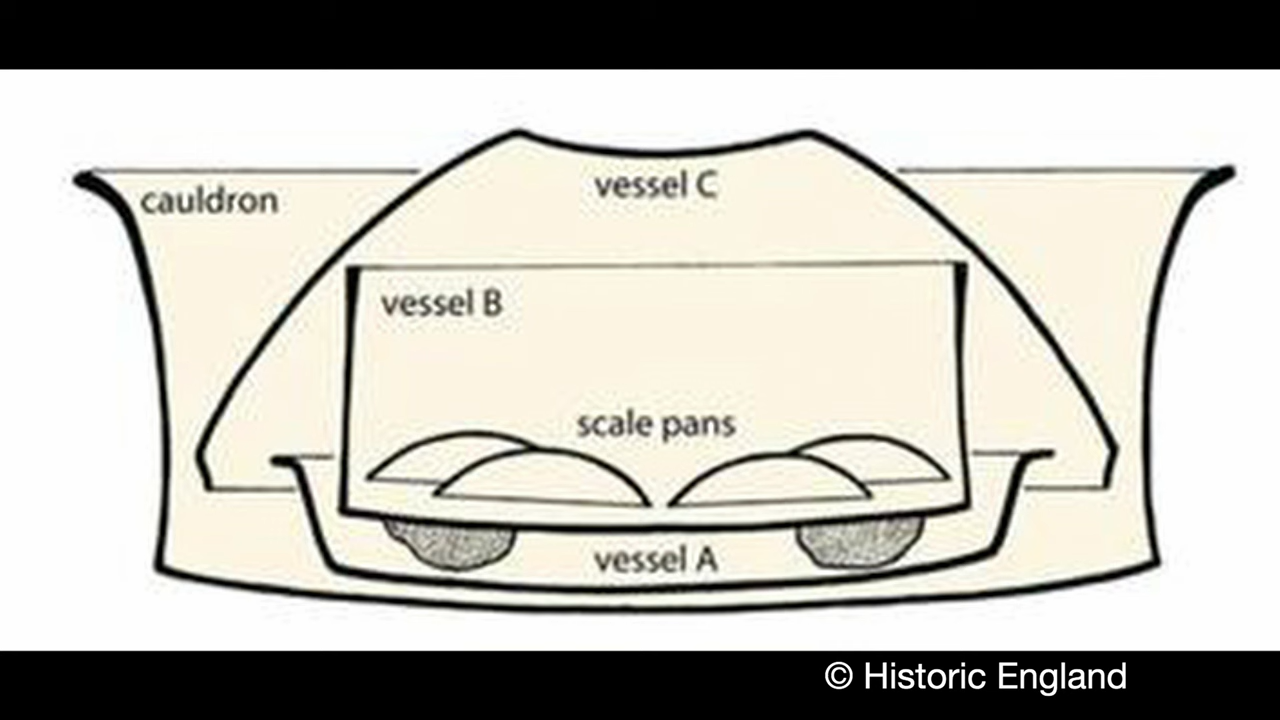 vessel C
cauldron
vessel B
scale pans
vessel A
© Historic England